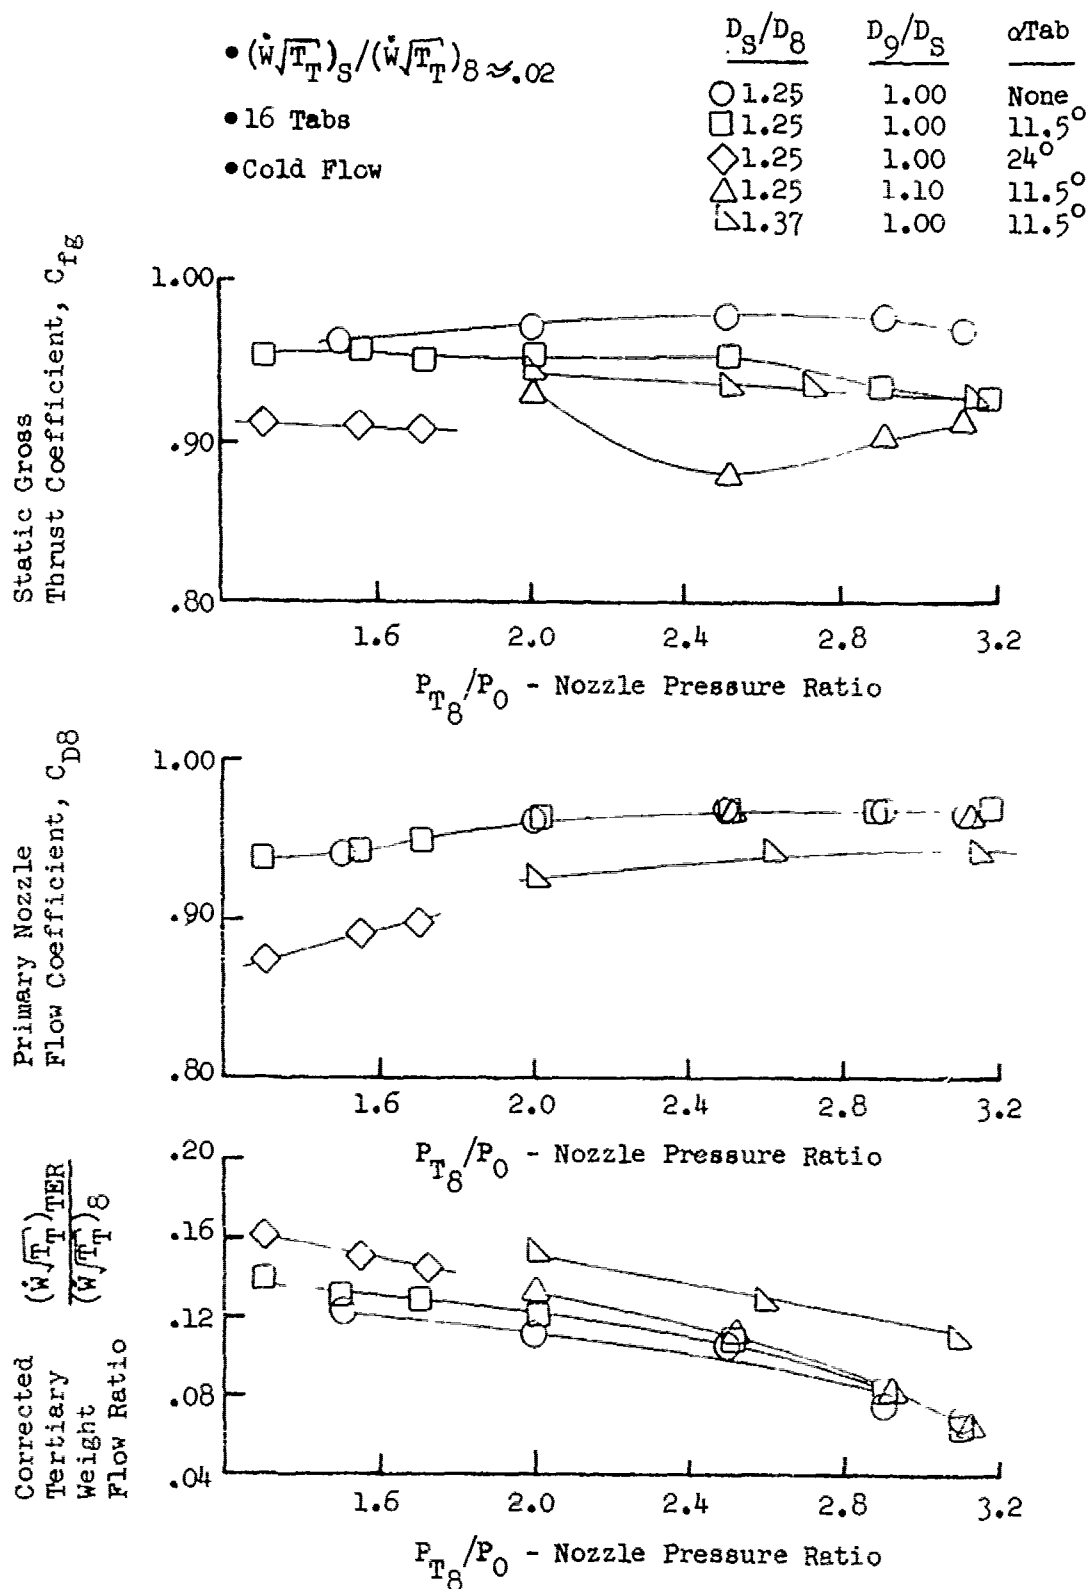 • (Ẇ√T_T)_S/(Ẇ√T_T)_8 ≈.02
• 16 Tabs
• Cold Flow
D_S/D_8 D_9/D_S αTab
○ 1.25 1.00 None
□ 1.25 1.00 11.5°
◇ 1.25 1.00 24°
△ 1.25 1.10 11.5°
◺ 1.37 1.00 11.5°
Static Gross
Thrust Coefficient, C_fg
1.00
.90
.80
1.6 2.0 2.4 2.8 3.2
P_T8/P_0 - Nozzle Pressure Ratio
Primary Nozzle
Flow Coefficient, C_D8
1.00
.90
.80
1.6 2.0 2.4 2.8 3.2
P_T8/P_0 - Nozzle Pressure Ratio
Corrected
Tertiary
Weight
Flow Ratio
(Ẇ√T_T)_TER
(Ẇ√T_T)_8
.20
.16
.12
.08
.04
1.6 2.0 2.4 2.8 3.2
P_T8/P_0 - Nozzle Pressure Ratio